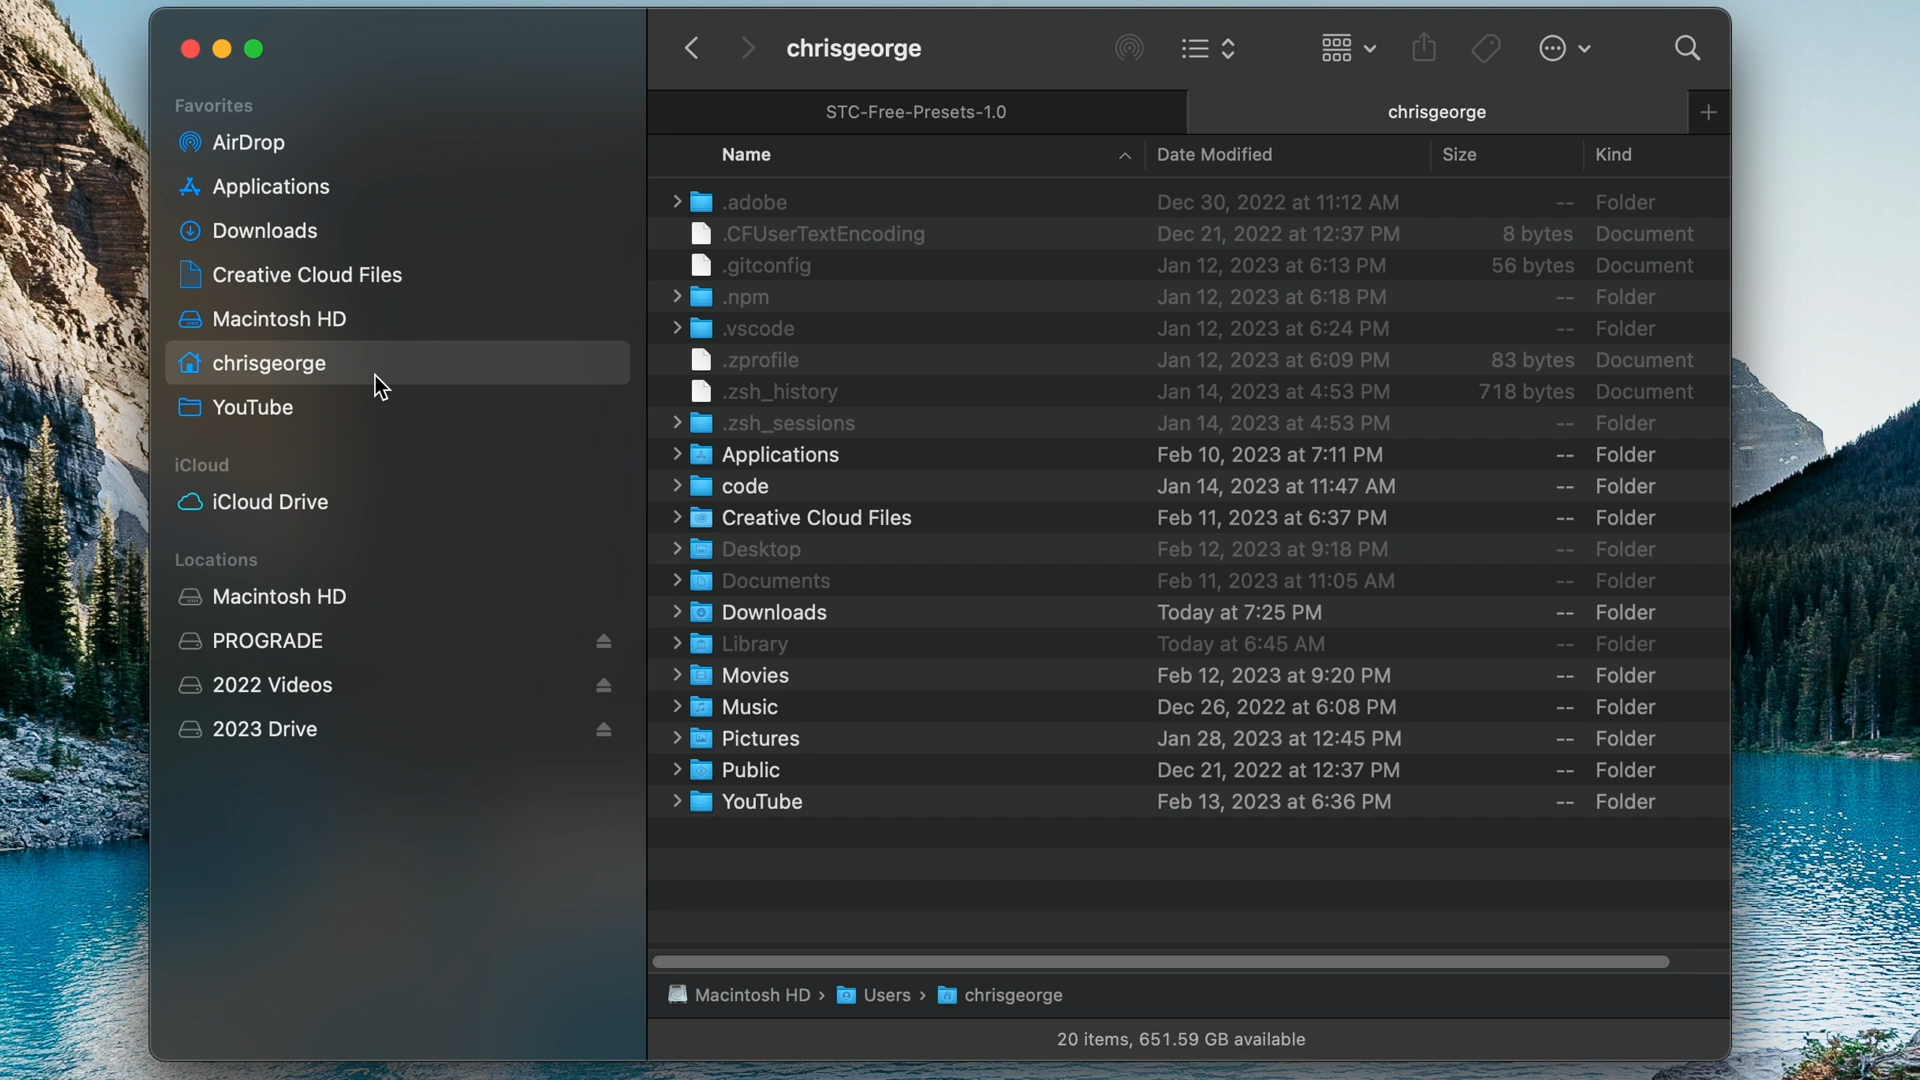 chrisgeorge
STC-Free-Presets-1.0
chrisgeorge
Favorites
AirDrop
Applications
Downloads
Creative Cloud Files
Macintosh HD
chrisgeorge
YouTube
iCloud
iCloud Drive
Locations
Macintosh HD
PROGRADE
2022 Videos
2023 Drive
Name Date Modified Size Kind
.adobe Dec 30, 2022 at 11:12 AM -- Folder
.CFUserTextEncoding Dec 21, 2022 at 12:37 PM 8 bytes Document
.gitconfig Jan 12, 2023 at 6:13 PM 56 bytes Document
.npm Jan 12, 2023 at 6:18 PM -- Folder
.vscode Jan 12, 2023 at 6:24 PM -- Folder
.zprofile Jan 12, 2023 at 6:09 PM 83 bytes Document
.zsh_history Jan 14, 2023 at 4:53 PM 718 bytes Document
.zsh_sessions Jan 14, 2023 at 4:53 PM -- Folder
Applications Feb 10, 2023 at 7:11 PM -- Folder
code Jan 14, 2023 at 11:47 AM -- Folder
Creative Cloud Files Feb 11, 2023 at 6:37 PM -- Folder
Desktop Feb 12, 2023 at 9:18 PM -- Folder
Documents Feb 11, 2023 at 11:05 AM -- Folder
Downloads Today at 7:25 PM -- Folder
Library Today at 6:45 AM -- Folder
Movies Feb 12, 2023 at 9:20 PM -- Folder
Music Dec 26, 2022 at 6:08 PM -- Folder
Pictures Jan 28, 2023 at 12:45 PM -- Folder
Public Dec 21, 2022 at 12:37 PM -- Folder
YouTube Feb 13, 2023 at 6:36 PM -- Folder
Macintosh HD › Users › chrisgeorge
20 items, 651.59 GB available